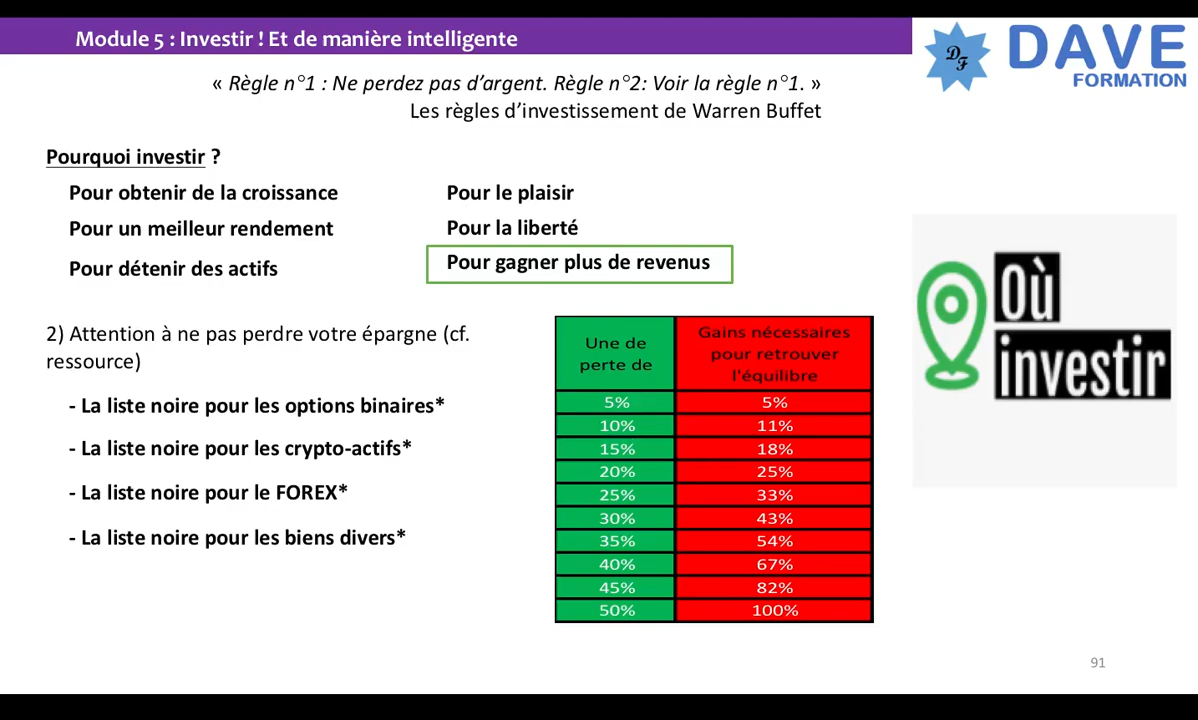 Module 5 : Investir ! Et de manière intelligente
DF
DAVE
FORMATION
« Règle n°1 : Ne perdez pas d’argent. Règle n°2: Voir la règle n°1. »
Les règles d’investissement de Warren Buffet
Pourquoi investir ?
Pour obtenir de la croissance
Pour un meilleur rendement
Pour détenir des actifs
Pour le plaisir
Pour la liberté
Pour gagner plus de revenus
2) Attention à ne pas perdre votre épargne (cf.
ressource)
- La liste noire pour les options binaires*
- La liste noire pour les crypto-actifs*
- La liste noire pour le FOREX*
- La liste noire pour les biens divers*
Une de
perte de
Gains nécessaires
pour retrouver
l'équilibre
5% 5%
10% 11%
15% 18%
20% 25%
25% 33%
30% 43%
35% 54%
40% 67%
45% 82%
50% 100%
Où
investir
91